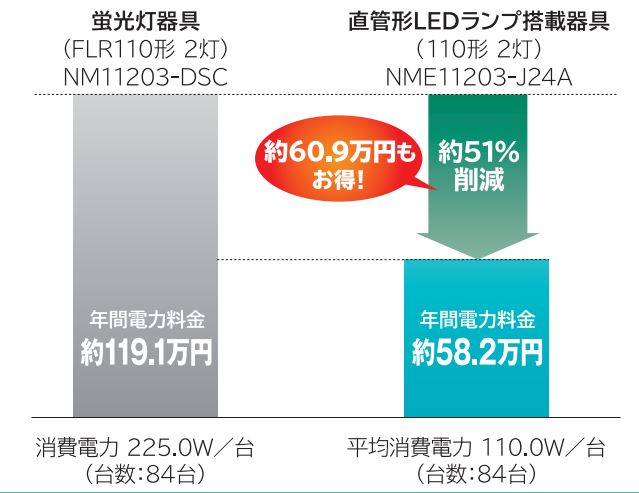 蛍光灯器具
（FLR110形 2灯）
NM11203-DSC
直管形LEDランプ搭載器具
（110形 2灯）
NME11203-J24A
約60.9万円も
お得!
約51%
削減
年間電力料金
約119.1万円
年間電力料金
約58.2万円
消費電力 225.0W／台
（台数：84台）
平均消費電力 110.0W／台
（台数：84台）